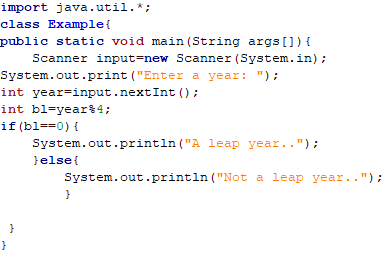 import java.util.*;
class Example{
public static void main(String args[]){
    Scanner input=new Scanner(System.in);
System.out.print("Enter a year: ");
int year=input.nextInt();
int bl=year%4;
if(bl==0){
    System.out.println("A leap year..");
    }else{
        System.out.println("Not a leap year..");
        }

 }
}